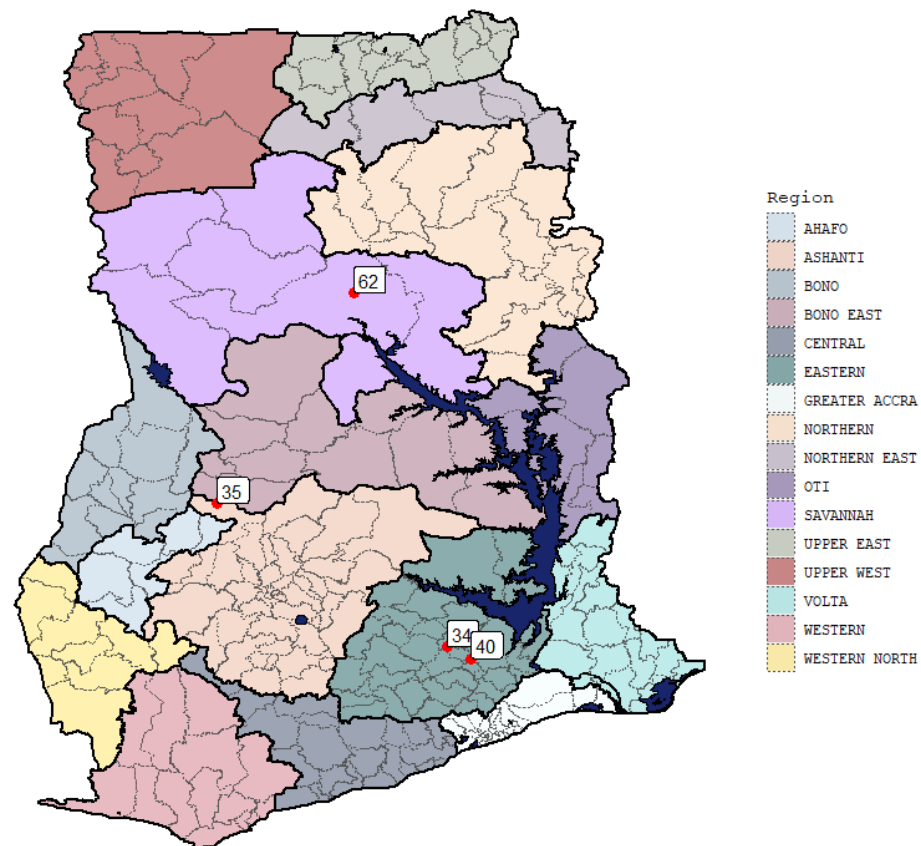 62
35
34
40
Region
AHAFO
ASHANTI
BONO
BONO EAST
CENTRAL
EASTERN
GREATER ACCRA
NORTHERN
NORTHERN EAST
OTI
SAVANNAH
UPPER EAST
UPPER WEST
VOLTA
WESTERN
WESTERN NORTH